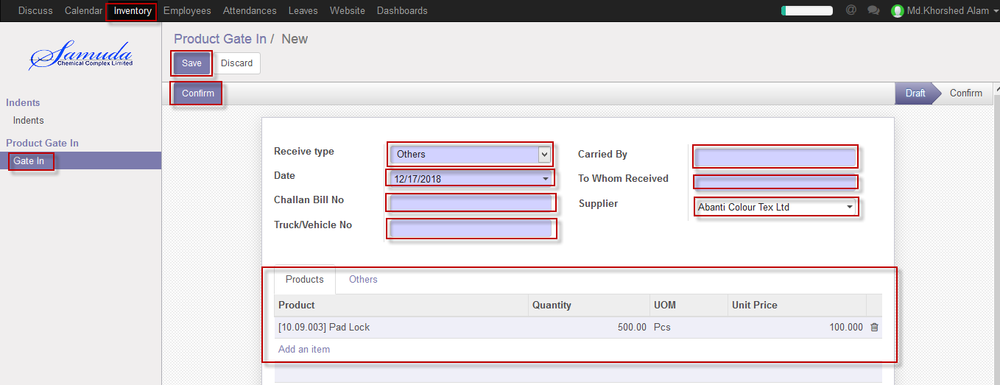 Discuss Calendar Inventory Employees Attendances Leaves Website Dashboards @ Md.Khorshed Alam
Samuda
Chemical Complex Limited
Product Gate In / New
Save Discard
Confirm Draft Confirm
Indents
Indents
Product Gate In
Gate In
Receive type Others
Date 12/17/2018
Challan Bill No
Truck/Vehicle No
Carried By
To Whom Received
Supplier Abanti Colour Tex Ltd
Products Others
Product Quantity UOM Unit Price
[10.09.003] Pad Lock 500.00 Pcs 100.000
Add an item